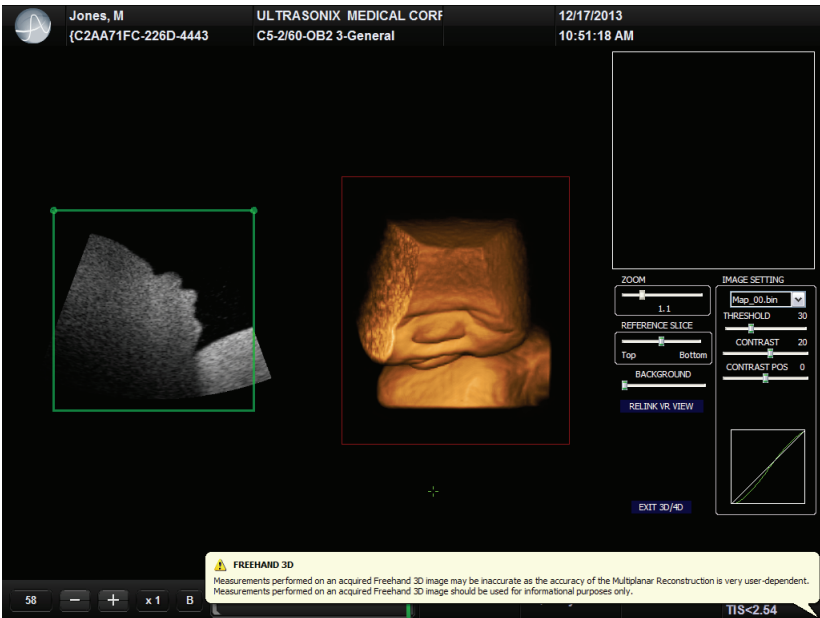 Jones, M ULTRASONIX MEDICAL CORF 12/17/2013
{C2AA71FC-226D-4443 C5-2/60-OB2 3-General 10:51:18 AM
ZOOM IMAGE SETTING
Map_00.bin
1.1
THRESHOLD 30
REFERENCE SLICE
CONTRAST 20
Top Bottom
CONTRAST POS 0
BACKGROUND
RELINK VR VIEW
EXIT 3D/4D
FREEHAND 3D
Measurements performed on an acquired Freehand 3D image may be inaccurate as the accuracy of the Multiplanar Reconstruction is very user-dependent.
Measurements performed on an acquired Freehand 3D image should be used for informational purposes only.
58 − + x 1 B
TIS<2.54